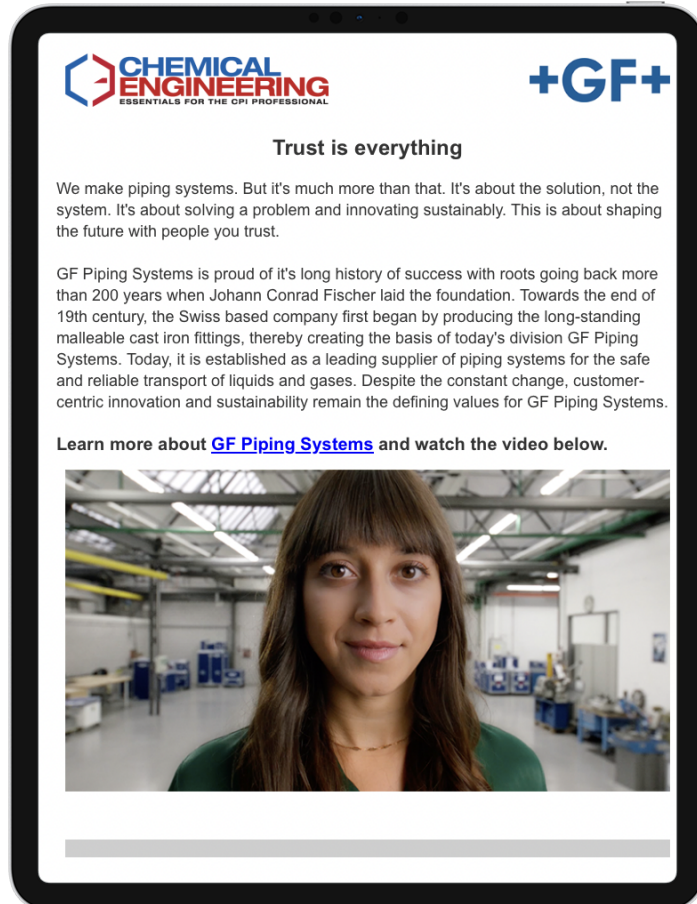 CHEMICAL
ENGINEERING
ESSENTIALS FOR THE CPI PROFESSIONAL
+GF+
Trust is everything
We make piping systems. But it's much more than that. It's about the solution, not the
system. It's about solving a problem and innovating sustainably. This is about shaping
the future with people you trust.
GF Piping Systems is proud of it's long history of success with roots going back more
than 200 years when Johann Conrad Fischer laid the foundation. Towards the end of
19th century, the Swiss based company first began by producing the long-standing
malleable cast iron fittings, thereby creating the basis of today's division GF Piping
Systems. Today, it is established as a leading supplier of piping systems for the safe
and reliable transport of liquids and gases. Despite the constant change, customer-
centric innovation and sustainability remain the defining values for GF Piping Systems.
Learn more about GF Piping Systems and watch the video below.